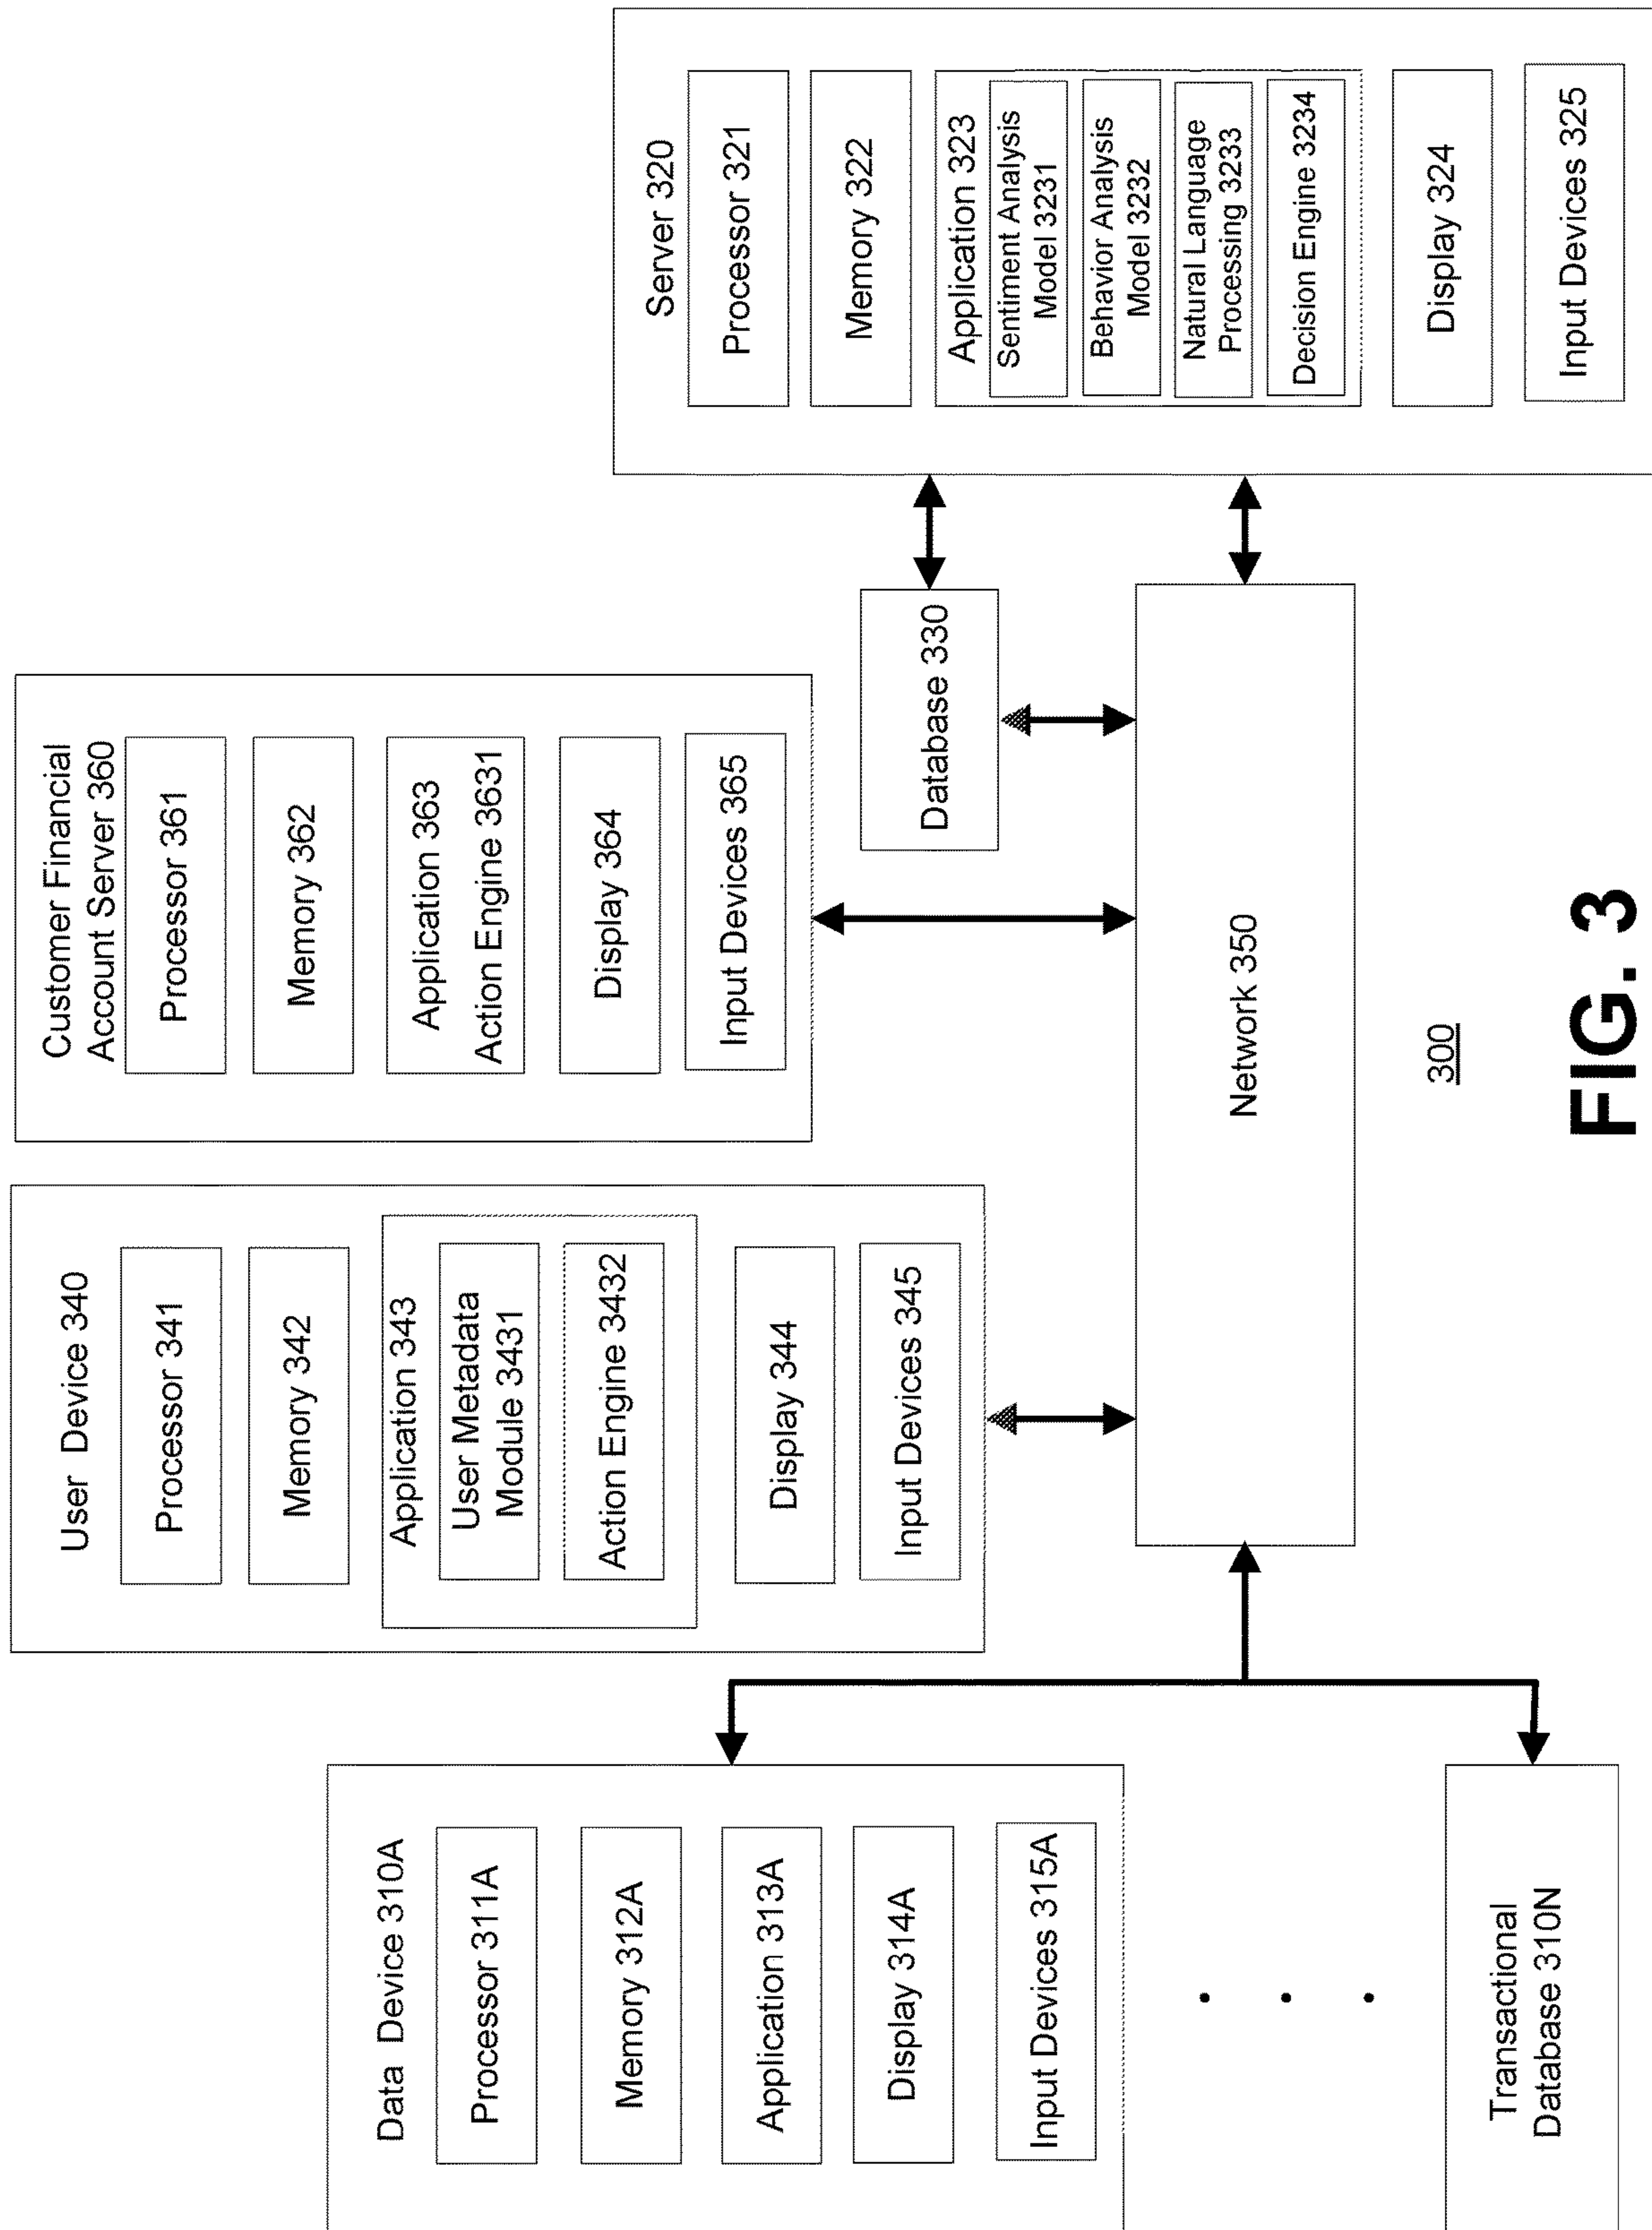 Data Device 310A
Processor 311A
Memory 312A
Application 313A
Display 314A
Input Devices 315A
Transactional
Database 310N
User Device 340
Processor 341
Memory 342
Application 343
User Metadata
Module 3431
Action Engine 3432
Display 344
Input Devices 345
Customer Financial
Account Server 360
Processor 361
Memory 362
Application 363
Action Engine 3631
Display 364
Input Devices 365
Database 330
Network 350
Server 320
Processor 321
Memory 322
Application 323
Sentiment Analysis
Model 3231
Behavior Analysis
Model 3232
Natural Language
Processing 3233
Decision Engine 3234
Display 324
Input Devices 325
300
FIG. 3